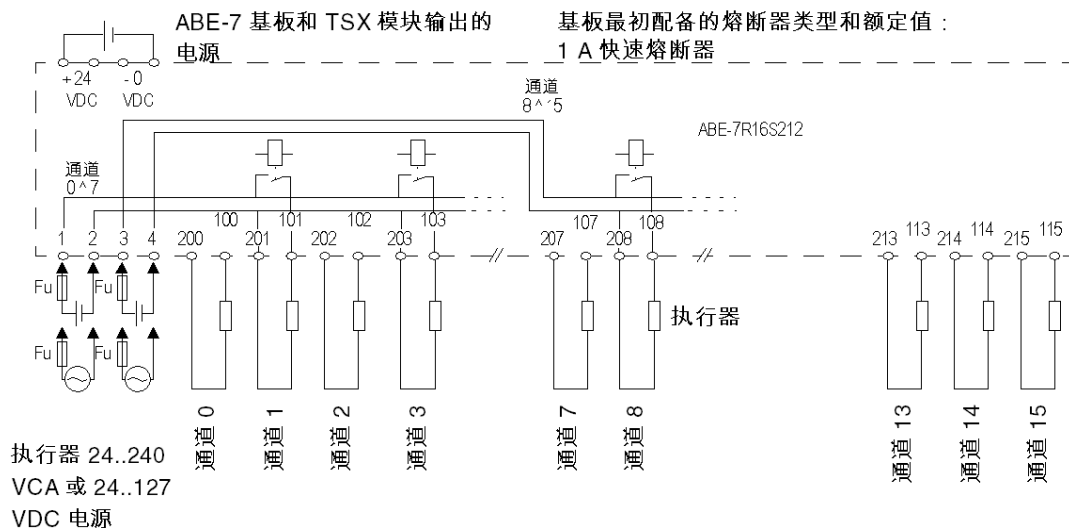 ABE-7 基板和 TSX 模块输出的
电源
基板最初配备的熔断器类型和额定值：
1 A 快速熔断器
+24
VDC
- 0
VDC
通道
8^´5
ABE-7R16S212
通道
0^7
1 2 3 4 200 100 201 101 202 102 203 103 207 107 208 108 213 113 214 114 215 115
Fu Fu
Fu Fu
执行器
通道 0
通道 1
通道 2
通道 3
通道 7
通道 8
通道 13
通道 14
通道 15
执行器 24..240
VCA 或 24..127
VDC 电源